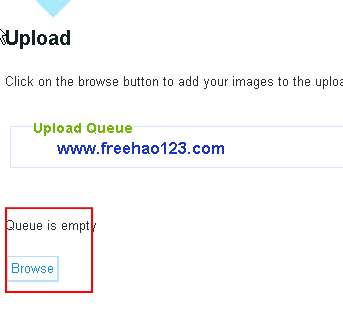 Upload
Click on the browse button to add your images to the uploa
Upload Queue
www.freehao123.com
Queue is empty
Browse